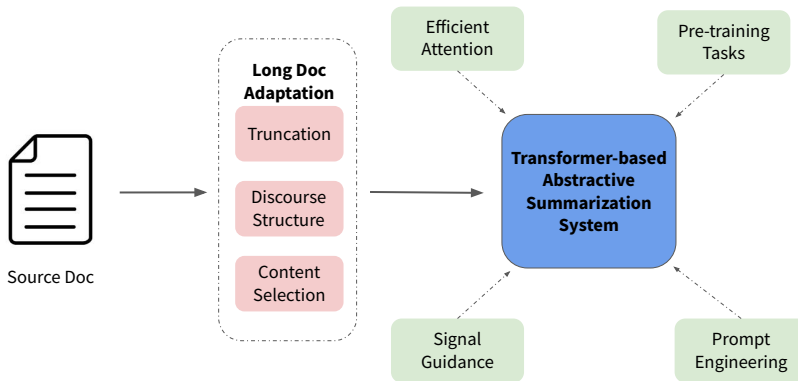 Source Doc
Long Doc
Adaptation
Truncation
Discourse
Structure
Content
Selection
Efficient
Attention
Pre-training
Tasks
Transformer-based
Abstractive
Summarization
System
Signal
Guidance
Prompt
Engineering